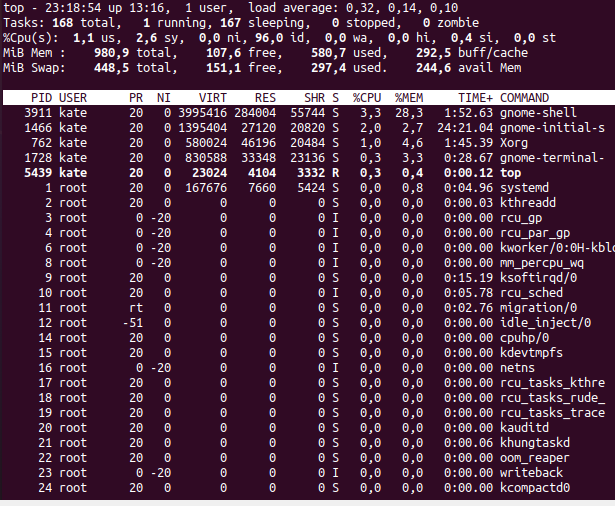 top - 23:18:54 up 13:16,  1 user,  load average: 0,32, 0,14, 0,10
Tasks: 168 total,   1 running, 167 sleeping,   0 stopped,   0 zombie
%Cpu(s):  1,1 us,  2,6 sy,  0,0 ni, 96,0 id,  0,0 wa,  0,0 hi,  0,4 si,  0,0 st
MiB Mem :    980,9 total,    107,6 free,    580,7 used,    292,5 buff/cache
MiB Swap:    448,5 total,    151,1 free,    297,4 used.    244,6 avail Mem
PID USER      PR  NI    VIRT    RES    SHR S  %CPU  %MEM     TIME+ COMMAND
3911 kate      20   0 3995416 284004  55744 S   3,3  28,3   1:52.63 gnome-shell
1466 kate      20   0 1395404  27120  20820 S   2,0   2,7  24:21.04 gnome-initial-s
762 kate      20   0  580024  46196  20484 S   1,0   4,6   1:45.39 Xorg
1728 kate      20   0  830588  33348  23136 S   0,3   3,3   0:28.67 gnome-terminal-
5439 kate      20   0   23024   4104   3332 R   0,3   0,4   0:00.12 top
1 root      20   0  167676   7660   5424 S   0,0   0,8   0:04.96 systemd
2 root      20   0       0      0      0 S   0,0   0,0   0:00.03 kthreadd
3 root       0 -20       0      0      0 I   0,0   0,0   0:00.00 rcu_gp
4 root       0 -20       0      0      0 I   0,0   0,0   0:00.00 rcu_par_gp
6 root       0 -20       0      0      0 I   0,0   0,0   0:00.00 kworker/0:0H-kblo
8 root       0 -20       0      0      0 I   0,0   0,0   0:00.00 mm_percpu_wq
9 root      20   0       0      0      0 S   0,0   0,0   0:15.19 ksoftirqd/0
10 root      20   0       0      0      0 I   0,0   0,0   0:05.78 rcu_sched
11 root      rt   0       0      0      0 S   0,0   0,0   0:02.76 migration/0
12 root     -51   0       0      0      0 S   0,0   0,0   0:00.00 idle_inject/0
14 root      20   0       0      0      0 S   0,0   0,0   0:00.00 cpuhp/0
15 root      20   0       0      0      0 S   0,0   0,0   0:00.00 kdevtmpfs
16 root       0 -20       0      0      0 I   0,0   0,0   0:00.00 netns
17 root      20   0       0      0      0 S   0,0   0,0   0:00.00 rcu_tasks_kthre
18 root      20   0       0      0      0 S   0,0   0,0   0:00.00 rcu_tasks_rude_
19 root      20   0       0      0      0 S   0,0   0,0   0:00.00 rcu_tasks_trace
20 root      20   0       0      0      0 S   0,0   0,0   0:00.00 kauditd
21 root      20   0       0      0      0 S   0,0   0,0   0:00.06 khungtaskd
22 root      20   0       0      0      0 S   0,0   0,0   0:00.00 oom_reaper
23 root       0 -20       0      0      0 I   0,0   0,0   0:00.00 writeback
24 root      20   0       0      0      0 S   0,0   0,0   0:00.00 kcompactd0